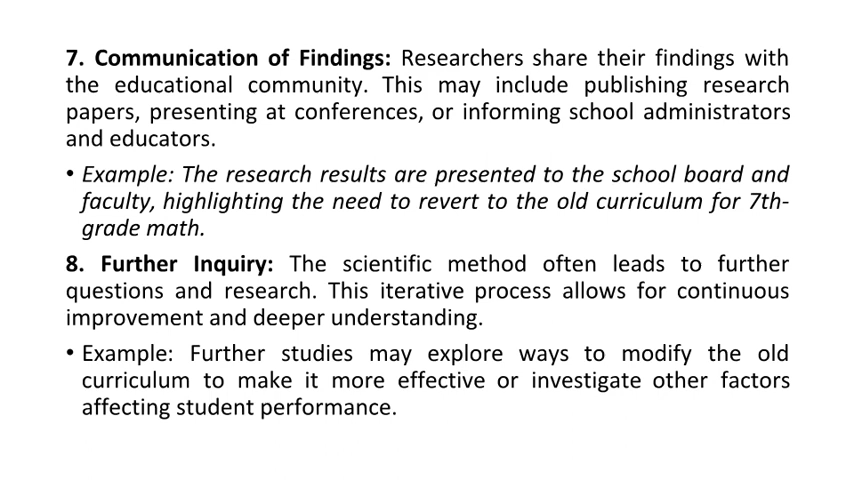 7. Communication of Findings: Researchers share their findings with
the educational community. This may include publishing research
papers, presenting at conferences, or informing school administrators
and educators.
• Example: The research results are presented to the school board and
faculty, highlighting the need to revert to the old curriculum for 7th-
grade math.
8. Further Inquiry: The scientific method often leads to further
questions and research. This iterative process allows for continuous
improvement and deeper understanding.
• Example: Further studies may explore ways to modify the old
curriculum to make it more effective or investigate other factors
affecting student performance.